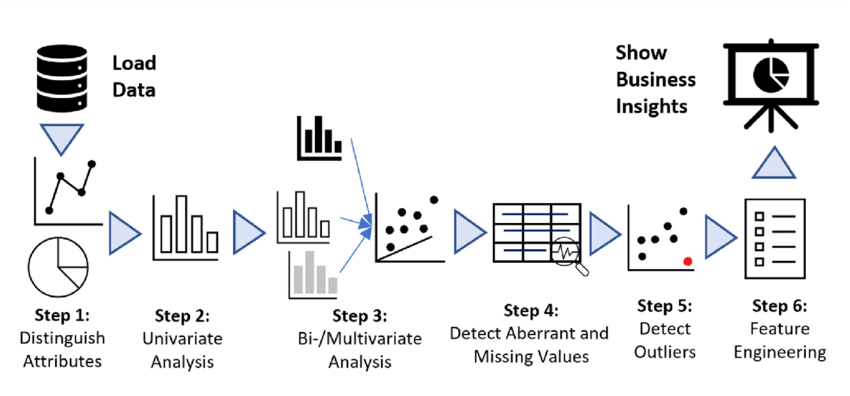 Load
Data
Show
Business
Insights
Step 1:
Distinguish
Attributes
Step 2:
Univariate
Analysis
Step 3:
Bi-/Multivariate
Analysis
Step 4:
Detect Aberrant and
Missing Values
Step 5:
Detect
Outliers
Step 6:
Feature
Engineering